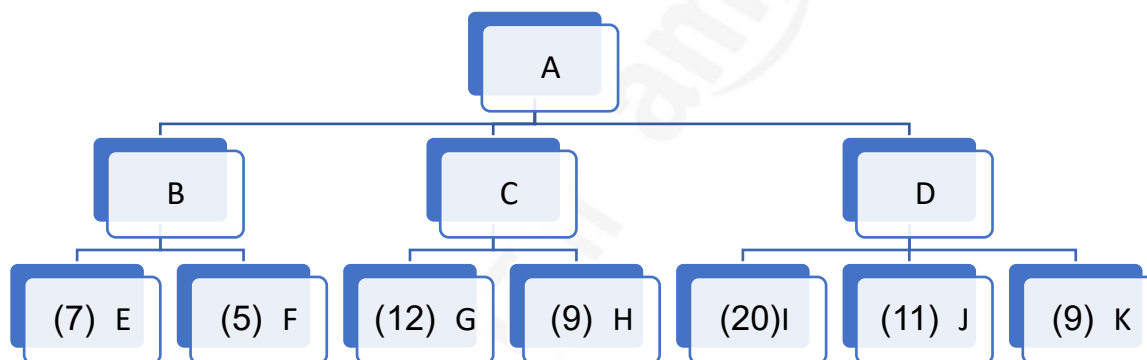 A
B
C
D
(7) E
(5) F
(12) G
(9) H
(20)I
(11) J
(9) K